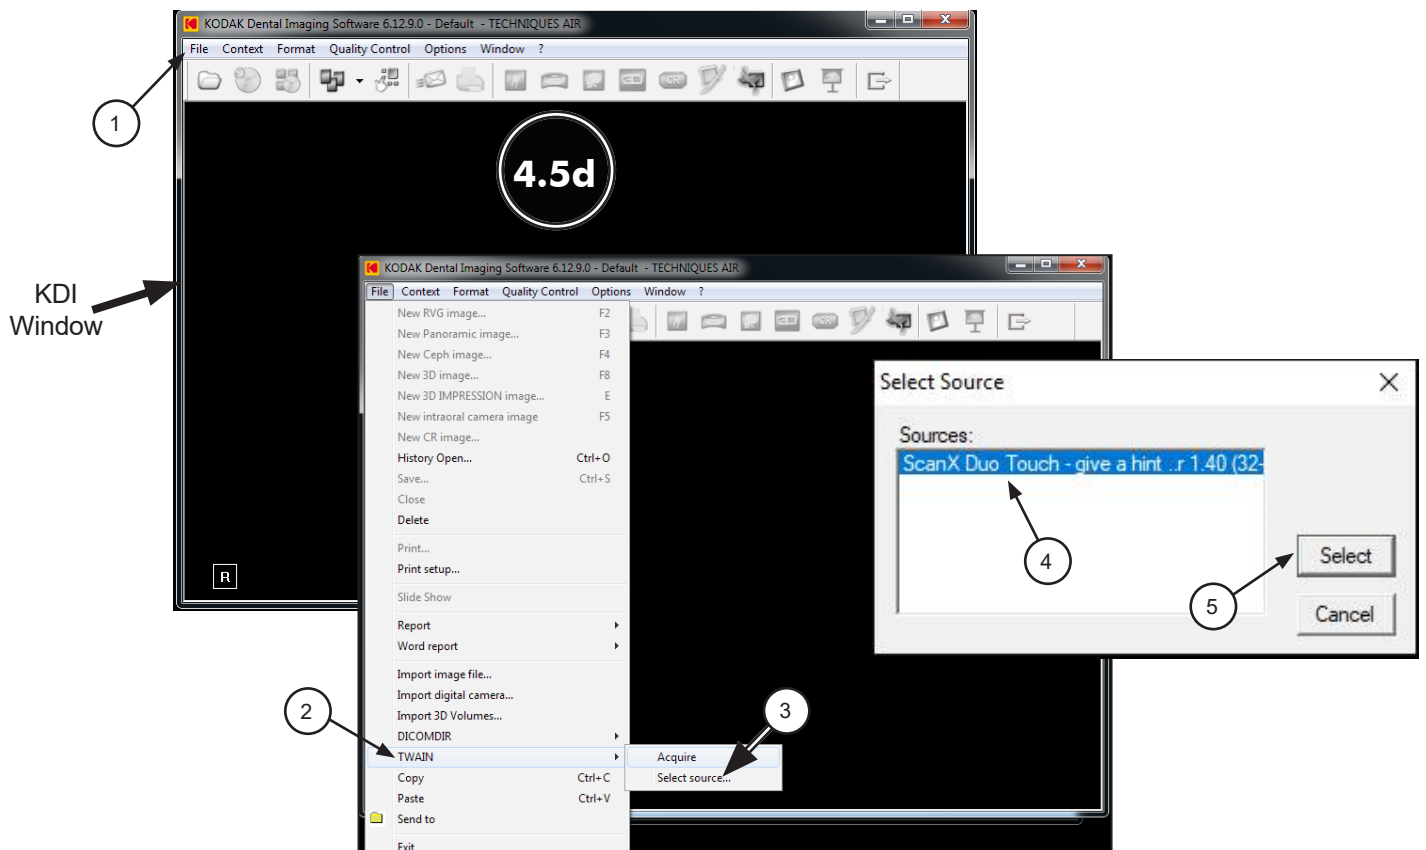 KODAK Dental Imaging Software 6.12.9.0 - Default - TECHNIQUES AIR
File Context Format Quality Control Options Window ?
3D CR
1
4.5d
KDI
Window
R
KODAK Dental Imaging Software 6.12.9.0 - Default - TECHNIQUES AIR
File Context Format Quality Control Options Window ?
3D CR
New RVG image... F2
New Panoramic image... F3
New Ceph image... F4
New 3D image... F8
New 3D IMPRESSION image... E
New intraoral camera image F5
New CR image...
History Open... Ctrl+O
Save... Ctrl+S
Close
Delete
Print...
Print setup...
Slide Show
Report
Word report
Import image file...
Import digital camera...
Import 3D Volumes...
DICOMDIR
TWAIN
Copy Ctrl+C
Paste Ctrl+V
Send to
Exit
2
Acquire
Select source...
3
Select Source
Sources:
ScanX Duo Touch - give a hint ..r 1.40 (32-
4
5
Select
Cancel